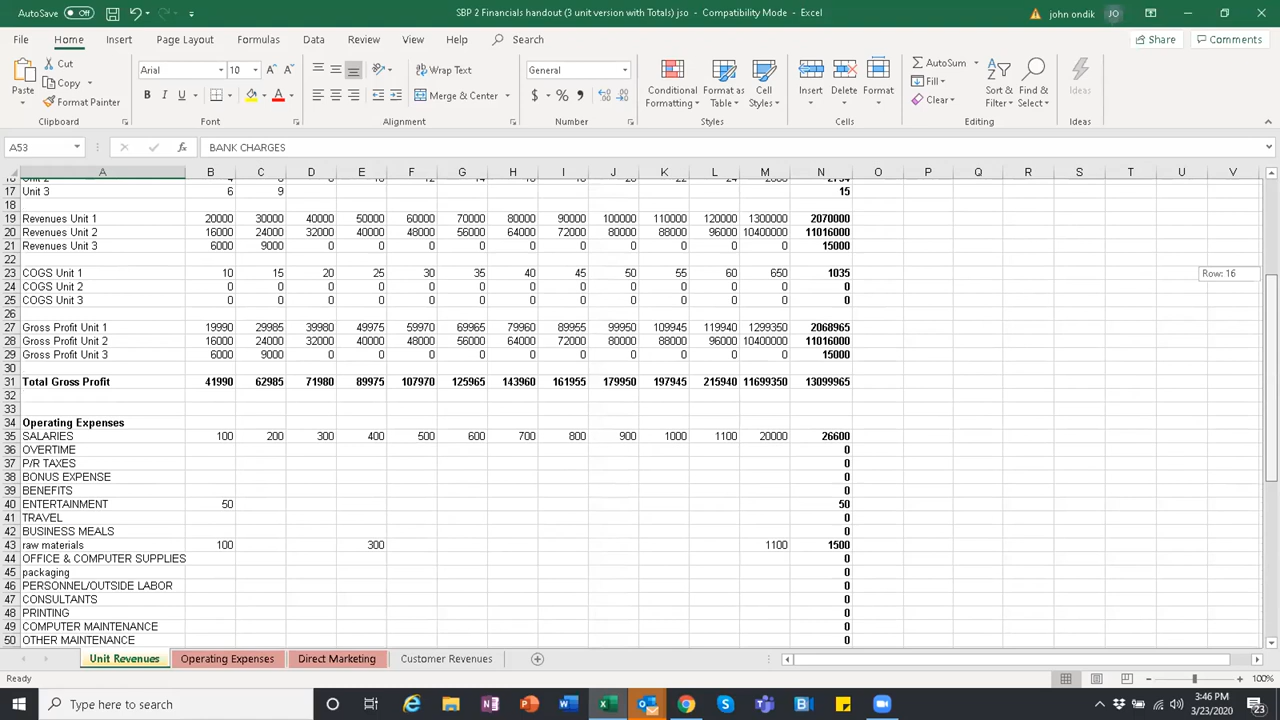 AutoSave Off SBP 2 Financials handout (3 unit version with Totals) jso - Compatibility Mode - Excel john ondik JO
File Home Insert Page Layout Formulas Data Review View Help Search Share Comments
Cut
Copy
Format Painter
Paste
Clipboard
Arial 10
Font
Wrap Text
Merge & Center
Alignment
General
Number
Conditional Formatting
Format as Table
Cell Styles
Styles
Insert
Delete
Format
Cells
AutoSum
Fill
Clear
Sort & Filter
Find & Select
Editing
Ideas
Ideas
A53 BANK CHARGES
A B C D E F G H I J K L M N O P Q R S T U V
17 Unit 3 6 9 15
18
19 Revenues Unit 1 20000 30000 40000 50000 60000 70000 80000 90000 100000 110000 120000 1300000 2070000
20 Revenues Unit 2 16000 24000 32000 40000 48000 56000 64000 72000 80000 88000 96000 10400000 11016000
21 Revenues Unit 3 6000 9000 0 0 0 0 0 0 0 0 0 0 15000
22
23 COGS Unit 1 10 15 20 25 30 35 40 45 50 55 60 650 1035
24 COGS Unit 2 0 0 0 0 0 0 0 0 0 0 0 0 0
25 COGS Unit 3 0 0 0 0 0 0 0 0 0 0 0 0 0
26
27 Gross Profit Unit 1 19990 29985 39980 49975 59970 69965 79960 89955 99950 109945 119940 1299350 2068965
28 Gross Profit Unit 2 16000 24000 32000 40000 48000 56000 64000 72000 80000 88000 96000 10400000 11016000
29 Gross Profit Unit 3 6000 9000 0 0 0 0 0 0 0 0 0 0 15000
30
31 Total Gross Profit 41990 62985 71980 89975 107970 125965 143960 161955 179950 197945 215940 11699350 13099965
32
33
34 Operating Expenses
35 SALARIES 100 200 300 400 500 600 700 800 900 1000 1100 20000 26600
36 OVERTIME 0
37 P/R TAXES 0
38 BONUS EXPENSE 0
39 BENEFITS 0
40 ENTERTAINMENT 50 50
41 TRAVEL 0
42 BUSINESS MEALS 0
43 raw materials 100 300 1100 1500
44 OFFICE & COMPUTER SUPPLIES 0
45 packaging 0
46 PERSONNEL/OUTSIDE LABOR 0
47 CONSULTANTS 0
48 PRINTING 0
49 COMPUTER MAINTENANCE 0
50 OTHER MAINTENANCE 0
Row: 16
Unit Revenues Operating Expenses Direct Marketing Customer Revenues
Ready 100%
Type here to search
3:46 PM
3/23/2020
23